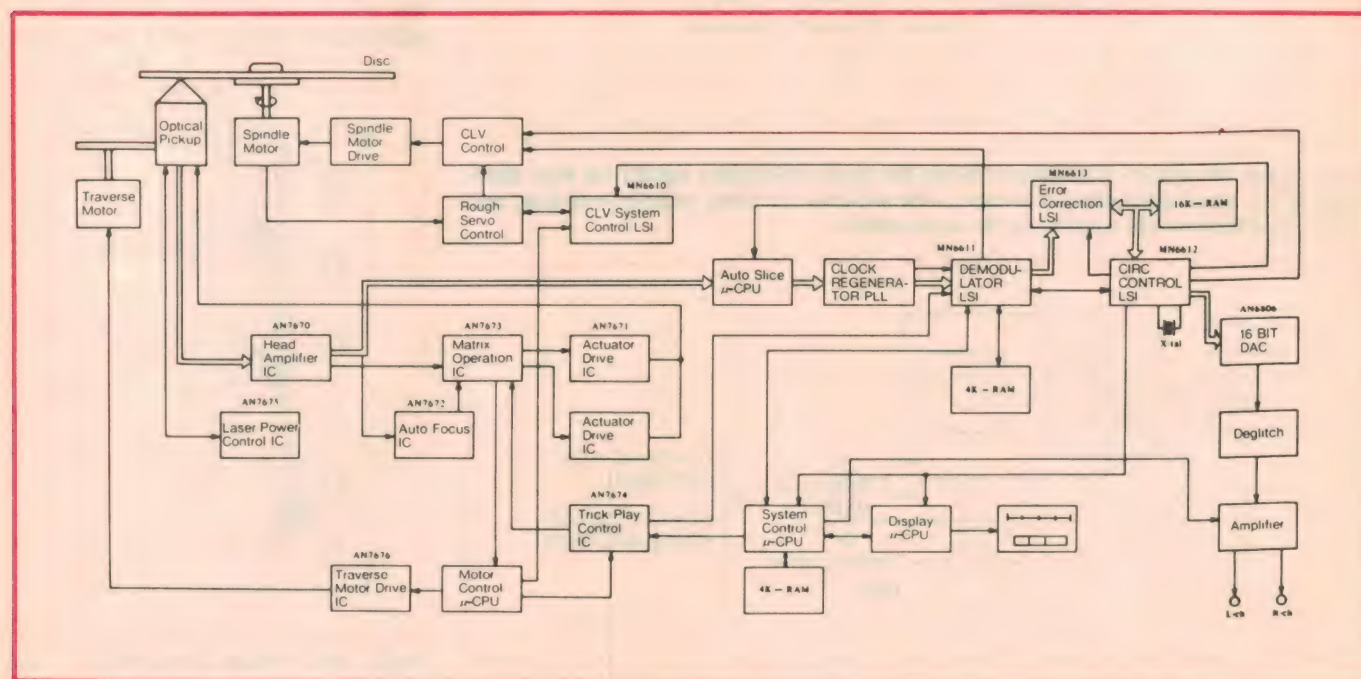 Disc
Optical
Pickup
Spindle
Motor
Spindle
Motor
Drive
CLV
Control
Traverse
Motor
Rough
Servo
Control
MN6610
CLV System
Control LSI
MN6613
Error
Correction
LSI
16K – RAM
Auto Slice
μ-CPU
CLOCK
REGENERA-
TOR PLL
MN6611
DEMODU-
LATOR
LSI
MN6612
CIRC
CONTROL
LSI
X'tal
AN6806
16 BIT
DAC
AN7670
Head
Amplifier
IC
AN7673
Matrix
Operation
IC
AN7671
Actuator
Drive IC
4K – RAM
AN7675
Laser Power
Control IC
AN7672
Auto Focus
IC
Actuator
Drive
IC
Deglitch
AN7674
Trick Play
Control
IC
System
Control
μ-CPU
Display
μ-CPU
Amplifier
AN7676
Traverse
Motor Drive
IC
Motor
Control
μ-CPU
4K – RAM
L-ch
R-ch